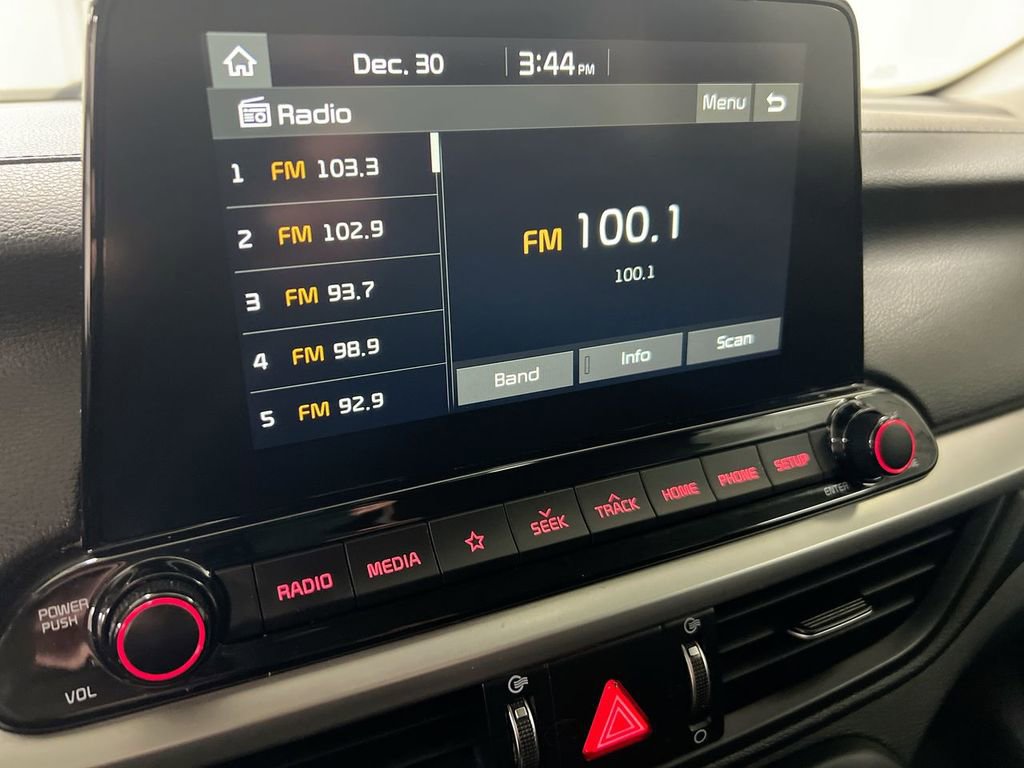 Dec. 30 3:44 PM
Radio Menu
1 FM 103.3
2 FM 102.9
3 FM 93.7
4 FM 98.9
5 FM 92.9
FM 100.1
100.1
Band Info Scan
RADIO MEDIA SEEK TRACK HOME PHONE SETUP
ENTER
POWER
PUSH
VOL